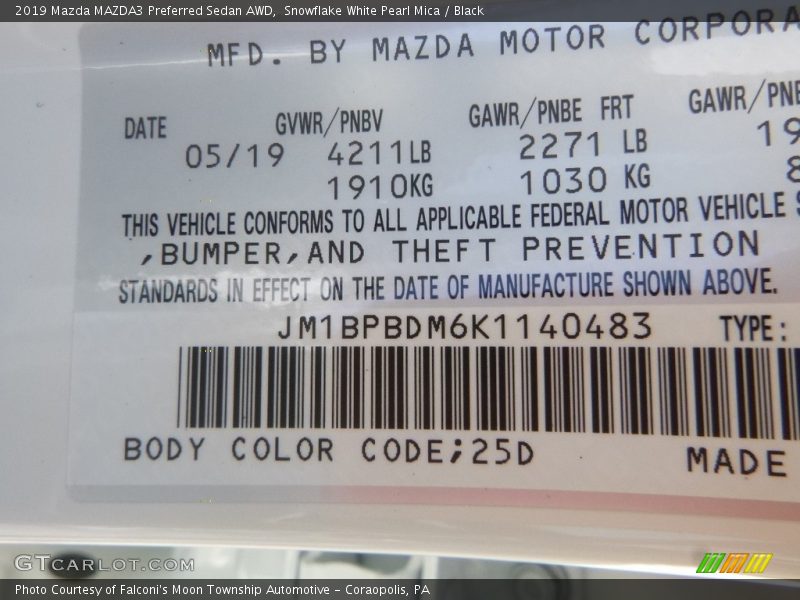 2019 Mazda MAZDA3 Preferred Sedan AWD,  Snowflake White Pearl Mica / Black
MFD. BY MAZDA MOTOR CORPORA
DATE GVWR/PNBV GAWR/PNBE FRT GAWR/PNB
05/19 4211LB 2271 LB 19
1910KG 1030 KG 8
THIS VEHICLE CONFORMS TO ALL APPLICABLE FEDERAL MOTOR VEHICLE S
,BUMPER,AND THEFT PREVENTION
STANDARDS IN EFFECT ON THE DATE OF MANUFACTURE SHOWN ABOVE.
JM1BPBDM6K1140483 TYPE:
BODY COLOR CODE;25D MADE
GTCARLOT.COM
Photo Courtesy of Falconi's Moon Township Automotive - Coraopolis, PA